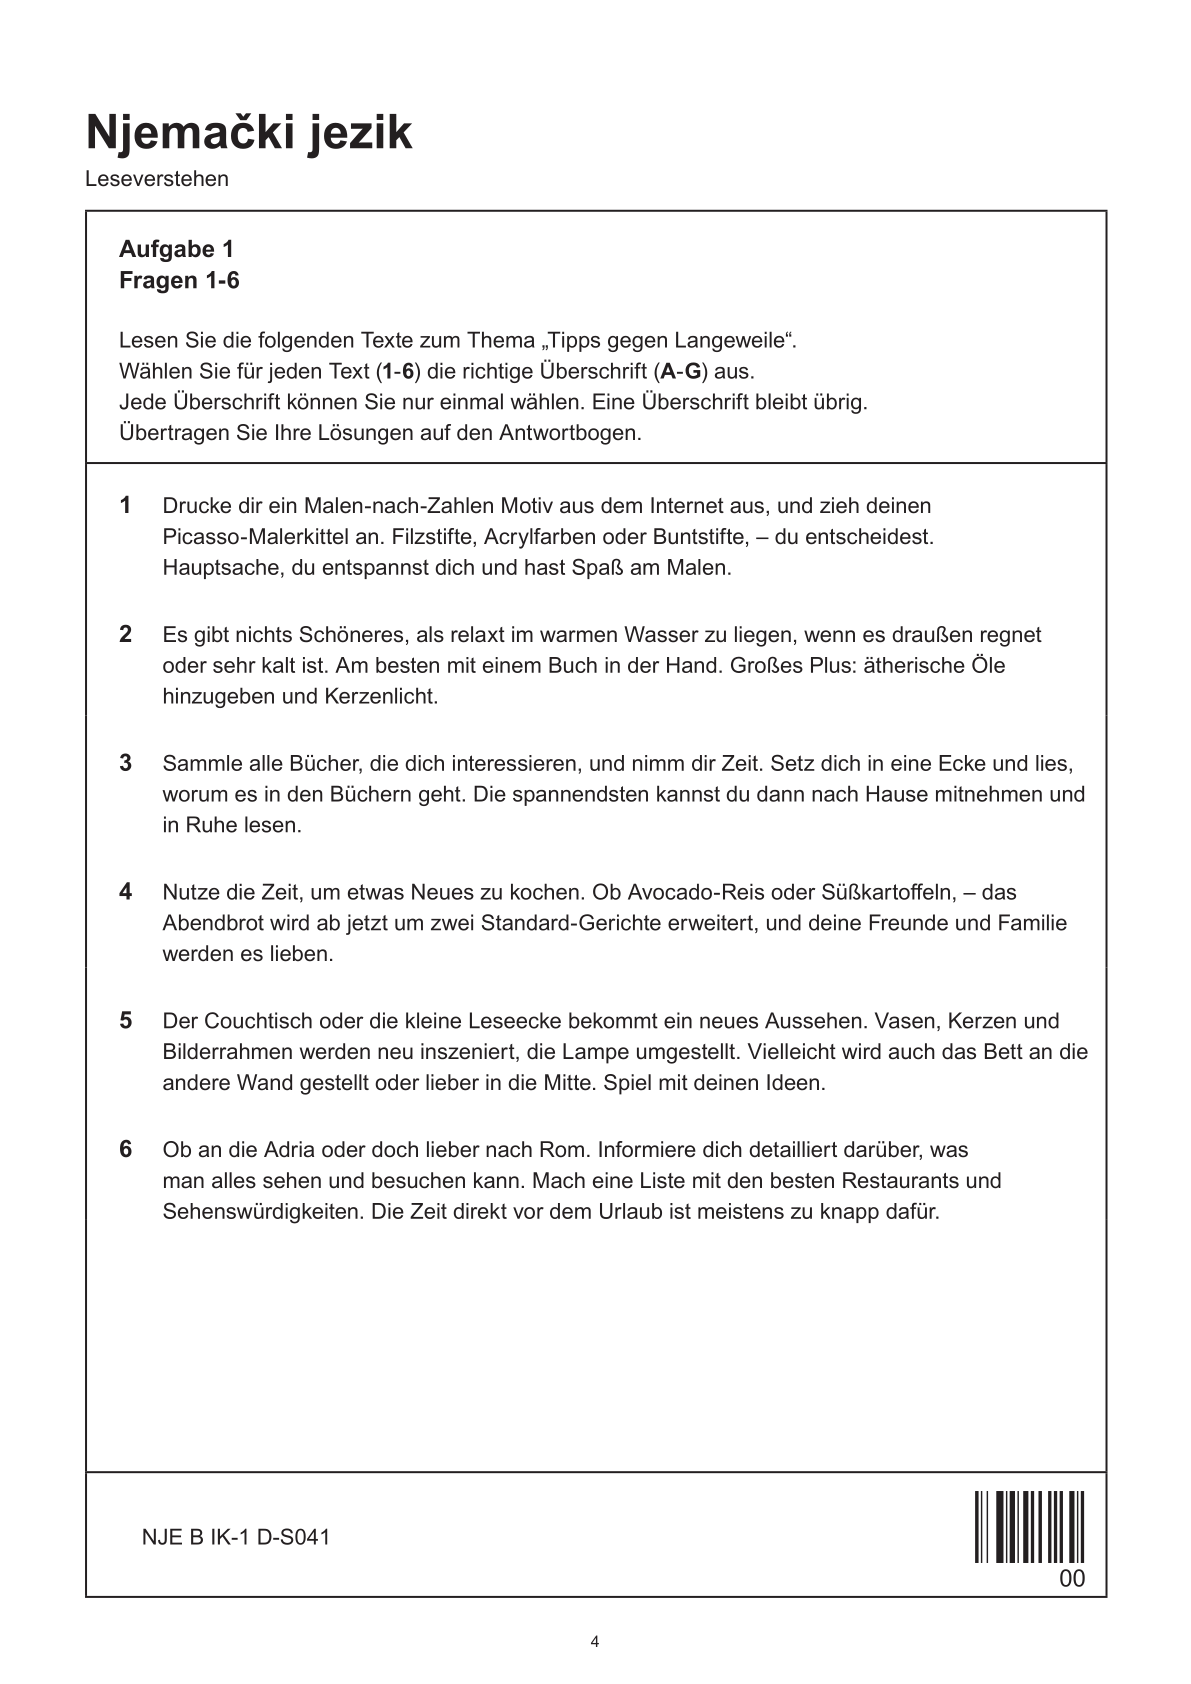 Njemački jezik
Leseverstehen
Aufgabe 1
Fragen 1-6
Lesen Sie die folgenden Texte zum Thema „Tipps gegen Langeweile“.
Wählen Sie für jeden Text (1-6) die richtige Überschrift (A-G) aus.
Jede Überschrift können Sie nur einmal wählen. Eine Überschrift bleibt übrig.
Übertragen Sie Ihre Lösungen auf den Antwortbogen.
1 Drucke dir ein Malen-nach-Zahlen Motiv aus dem Internet aus, und zieh deinen
Picasso-Malerkittel an. Filzstifte, Acrylfarben oder Buntstifte, – du entscheidest.
Hauptsache, du entspannst dich und hast Spaß am Malen.
2 Es gibt nichts Schöneres, als relaxt im warmen Wasser zu liegen, wenn es draußen regnet
oder sehr kalt ist. Am besten mit einem Buch in der Hand. Großes Plus: ätherische Öle
hinzugeben und Kerzenlicht.
3 Sammle alle Bücher, die dich interessieren, und nimm dir Zeit. Setz dich in eine Ecke und lies,
worum es in den Büchern geht. Die spannendsten kannst du dann nach Hause mitnehmen und
in Ruhe lesen.
4 Nutze die Zeit, um etwas Neues zu kochen. Ob Avocado-Reis oder Süßkartoffeln, – das
Abendbrot wird ab jetzt um zwei Standard-Gerichte erweitert, und deine Freunde und Familie
werden es lieben.
5 Der Couchtisch oder die kleine Leseecke bekommt ein neues Aussehen. Vasen, Kerzen und
Bilderrahmen werden neu inszeniert, die Lampe umgestellt. Vielleicht wird auch das Bett an die
andere Wand gestellt oder lieber in die Mitte. Spiel mit deinen Ideen.
6 Ob an die Adria oder doch lieber nach Rom. Informiere dich detailliert darüber, was
man alles sehen und besuchen kann. Mach eine Liste mit den besten Restaurants und
Sehenswürdigkeiten. Die Zeit direkt vor dem Urlaub ist meistens zu knapp dafür.
NJE B IK-1 D-S041
00
4